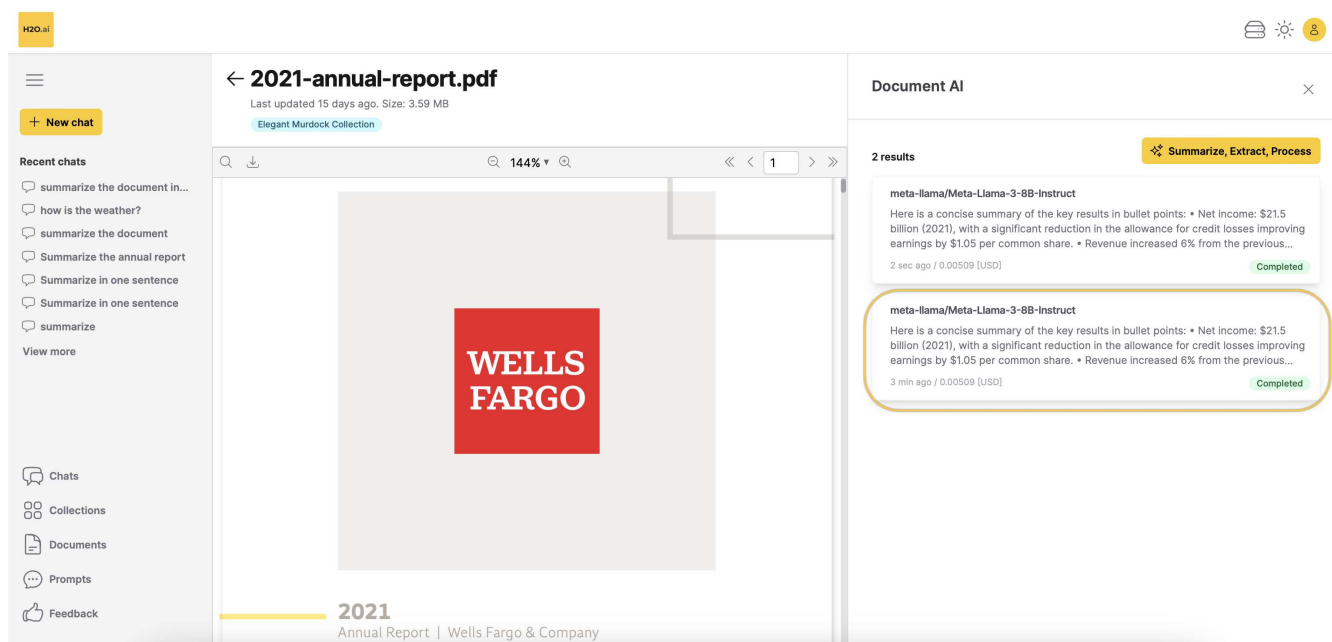 H2O.ai
+ New chat
Recent chats
summarize the document in...
how is the weather?
summarize the document
Summarize the annual report
Summarize in one sentence
Summarize in one sentence
summarize
View more
Chats
Collections
Documents
Prompts
Feedback
2021-annual-report.pdf
Last updated 15 days ago. Size: 3.59 MB
Elegant Murdock Collection
144%
1
WELLS
FARGO
2021
Annual Report | Wells Fargo & Company
Document AI
2 results
Summarize, Extract, Process
meta-llama/Meta-Llama-3-8B-Instruct
Here is a concise summary of the key results in bullet points: • Net income: $21.5
billion (2021), with a significant reduction in the allowance for credit losses improving
earnings by $1.05 per common share. • Revenue increased 6% from the previous...
2 sec ago / 0.00509 [USD]
Completed
meta-llama/Meta-Llama-3-8B-Instruct
Here is a concise summary of the key results in bullet points: • Net income: $21.5
billion (2021), with a significant reduction in the allowance for credit losses improving
earnings by $1.05 per common share. • Revenue increased 6% from the previous...
3 min ago / 0.00509 [USD]
Completed